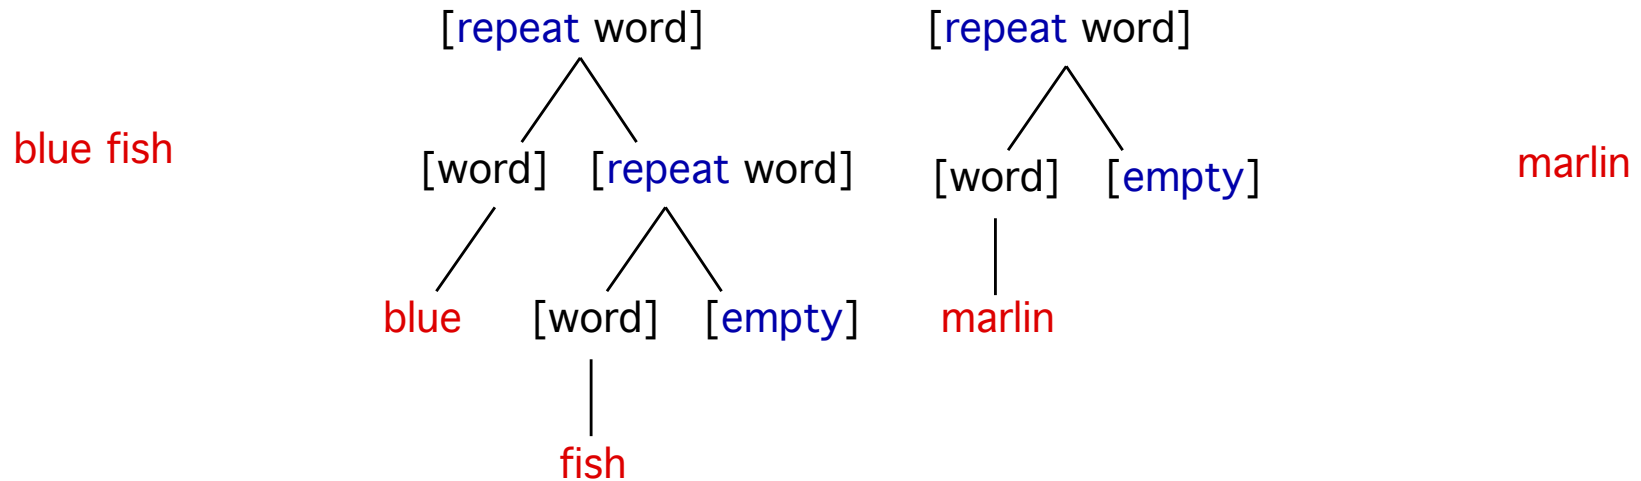 [repeat word] [repeat word]
blue fish
marlin
[word] [repeat word]
[word] [empty]
blue [word] [empty]
marlin
fish